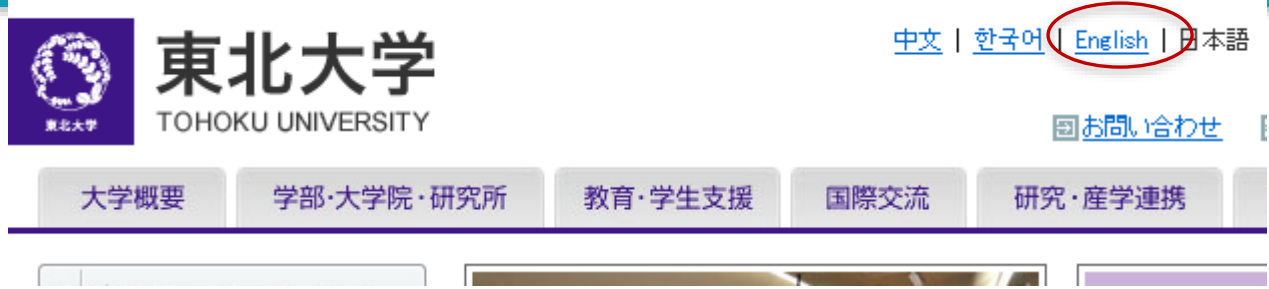 中文 | 한국어 | English | 日本語
東北大学
東北大学
TOHOKU UNIVERSITY
お問い合わせ
大学概要 学部・大学院・研究所 教育・学生支援 国際交流 研究・産学連携